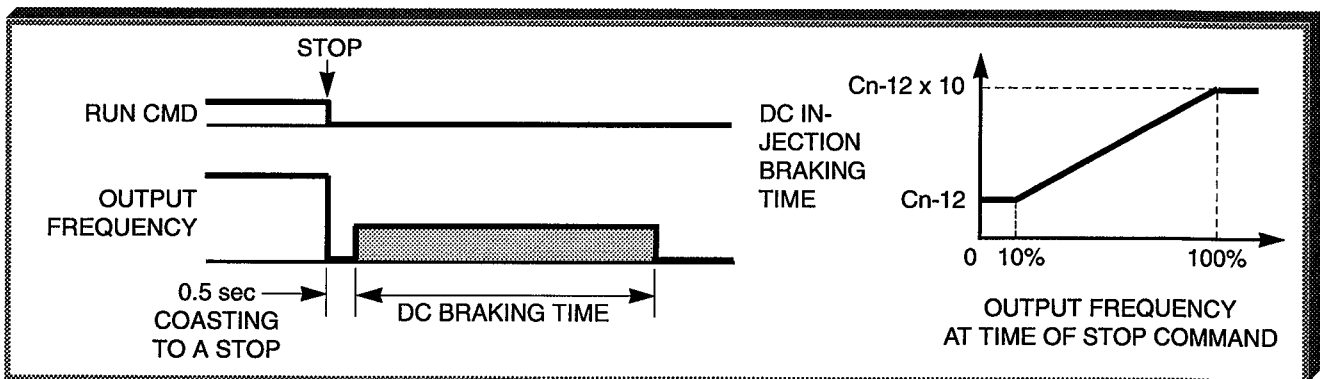 STOP
RUN CMD
OUTPUT
FREQUENCY
0.5 sec
COASTING
TO A STOP
DC BRAKING TIME
DC IN-
JECTION
BRAKING
TIME
Cn-12 x 10
Cn-12
0 10% 100%
OUTPUT FREQUENCY
AT TIME OF STOP COMMAND